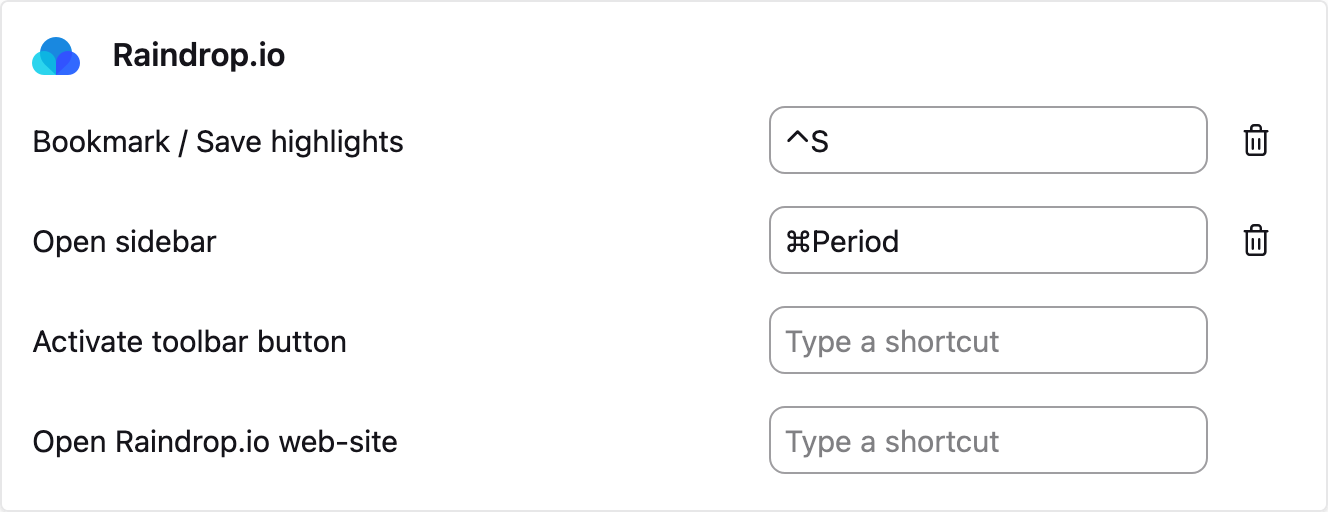 Raindrop.io
Bookmark / Save highlights ^S
Open sidebar ⌘Period
Activate toolbar button Type a shortcut
Open Raindrop.io web-site Type a shortcut